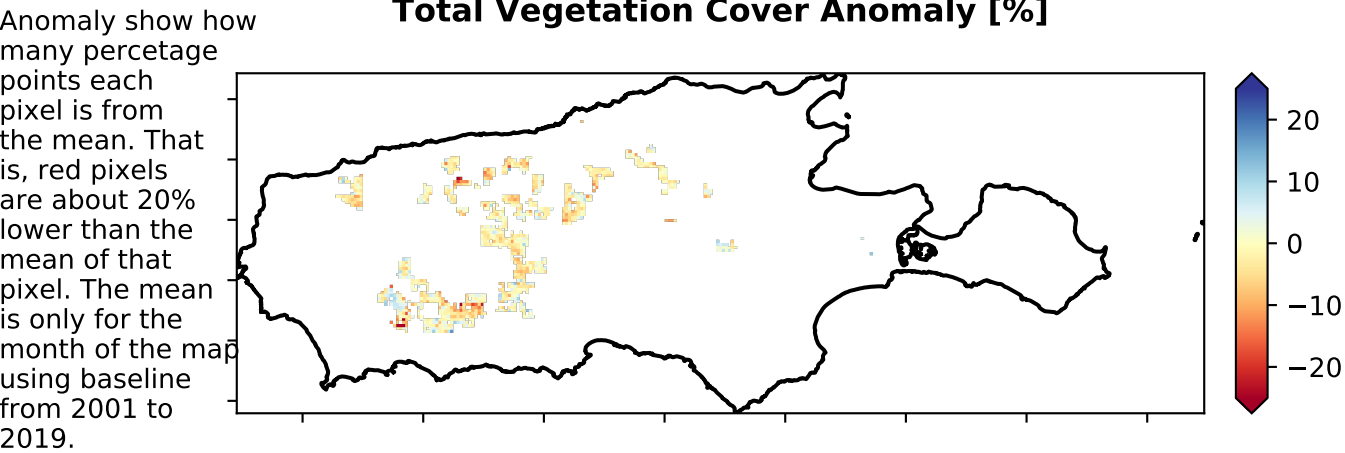 Total Vegetation Cover Anomaly [%]
Anomaly show how
many percetage
points each
pixel is from
the mean. That
is, red pixels
are about 20%
lower than the
mean of that
pixel. The mean
is only for the
month of the map
using baseline
from 2001 to
2019.
20
10
0
−10
−20